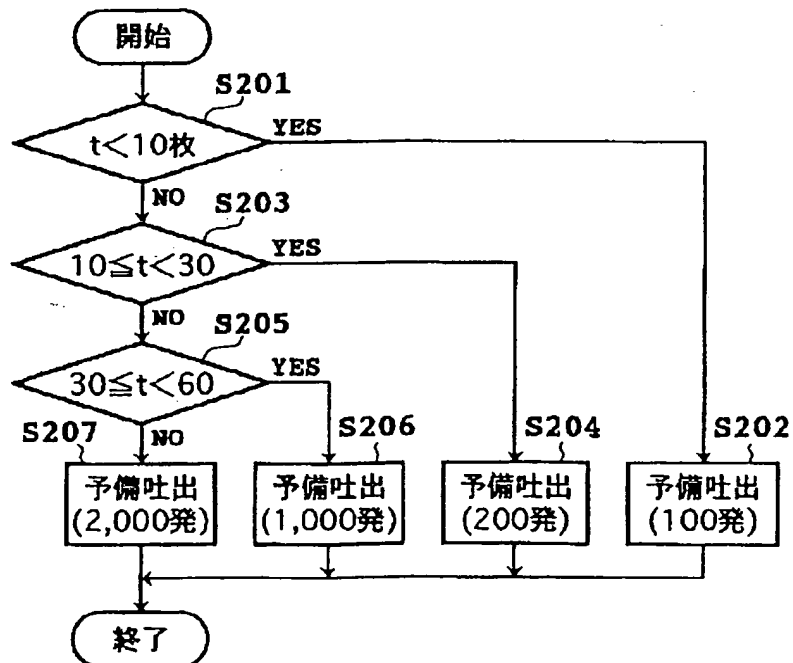 開始
S201
t<10枚
YES
NO
S203
10≦t<30
YES
NO
S205
30≦t<60
YES
NO
S207
S206
S204
S202
予備吐出
(2,000発)
予備吐出
(1,000発)
予備吐出
(200発)
予備吐出
(100発)
終了